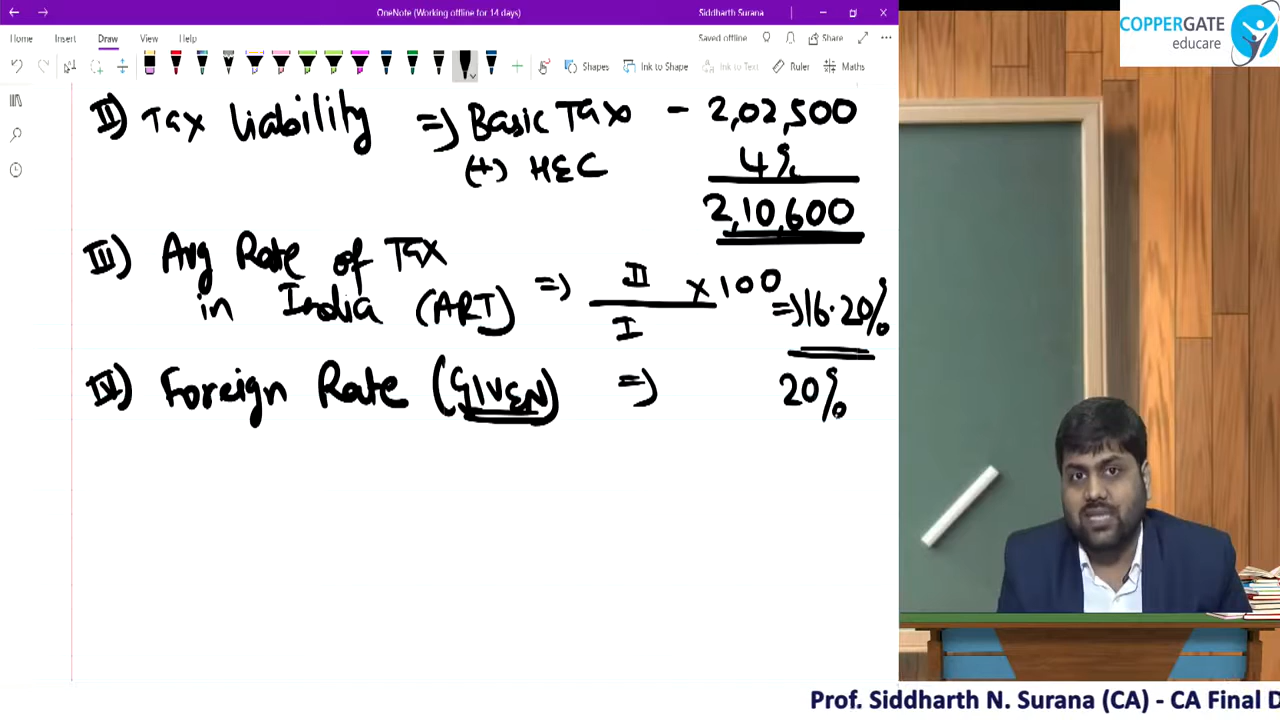 OneNote (Working offline for 14 days)
Siddharth Surana
Home Insert Draw View Help
Saved offline
Share
Shapes
Ink to Shape
Ink to Text
Ruler
Maths
COPPERGATE
educare
II) Tax liability => Basic Tax - 2,02,500
(+) HEC 4%
2,10,600
III) Avg Rate of Tax
in India (ART) => II / I x 100 => 16.20%
IV) Foreign Rate (GIVEN) => 20%
Prof. Siddharth N. Surana (CA) - CA Final D